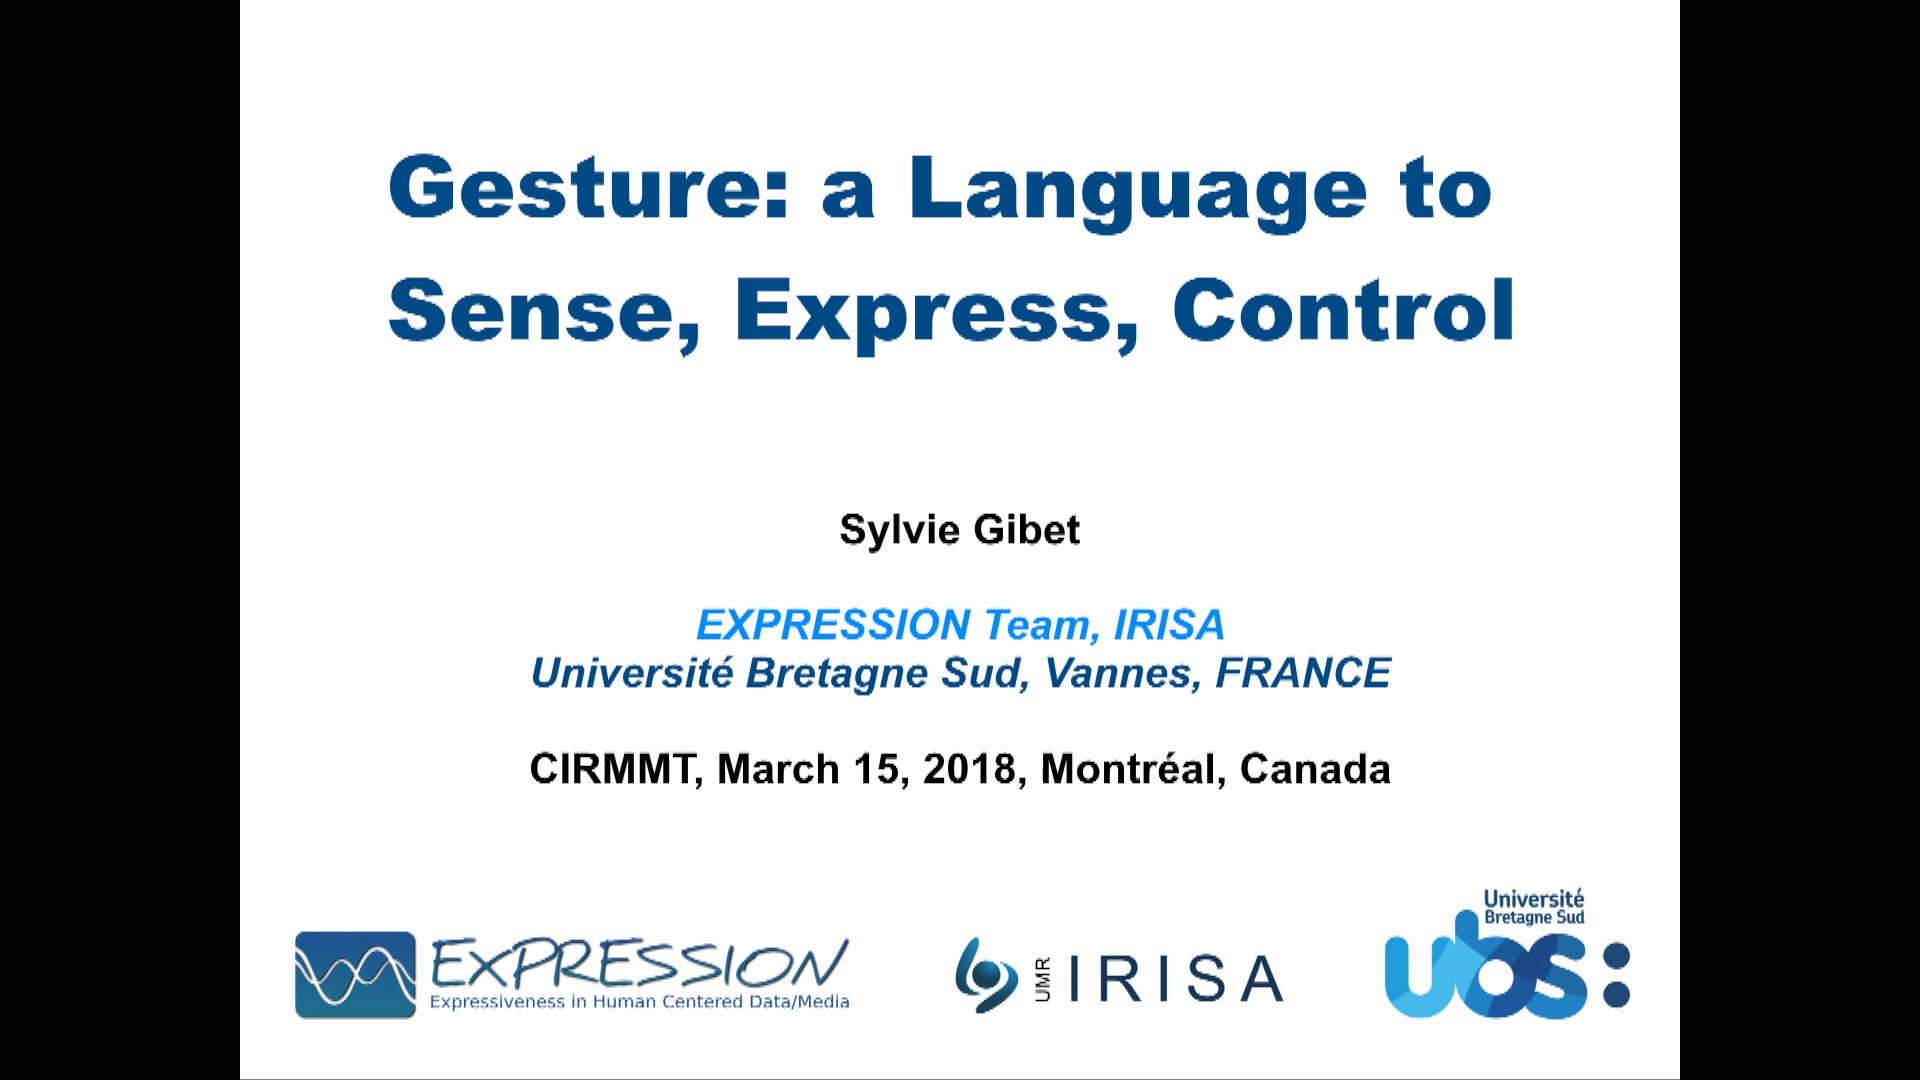 Gesture: a Language to
Sense, Express, Control
Sylvie Gibet
EXPRESSION Team, IRISA
Université Bretagne Sud, Vannes, FRANCE
CIRMMT, March 15, 2018, Montréal, Canada
EXPRESSION
Expressiveness in Human Centered Data/Media
UMR IRISA
Université
Bretagne Sud
ubs: